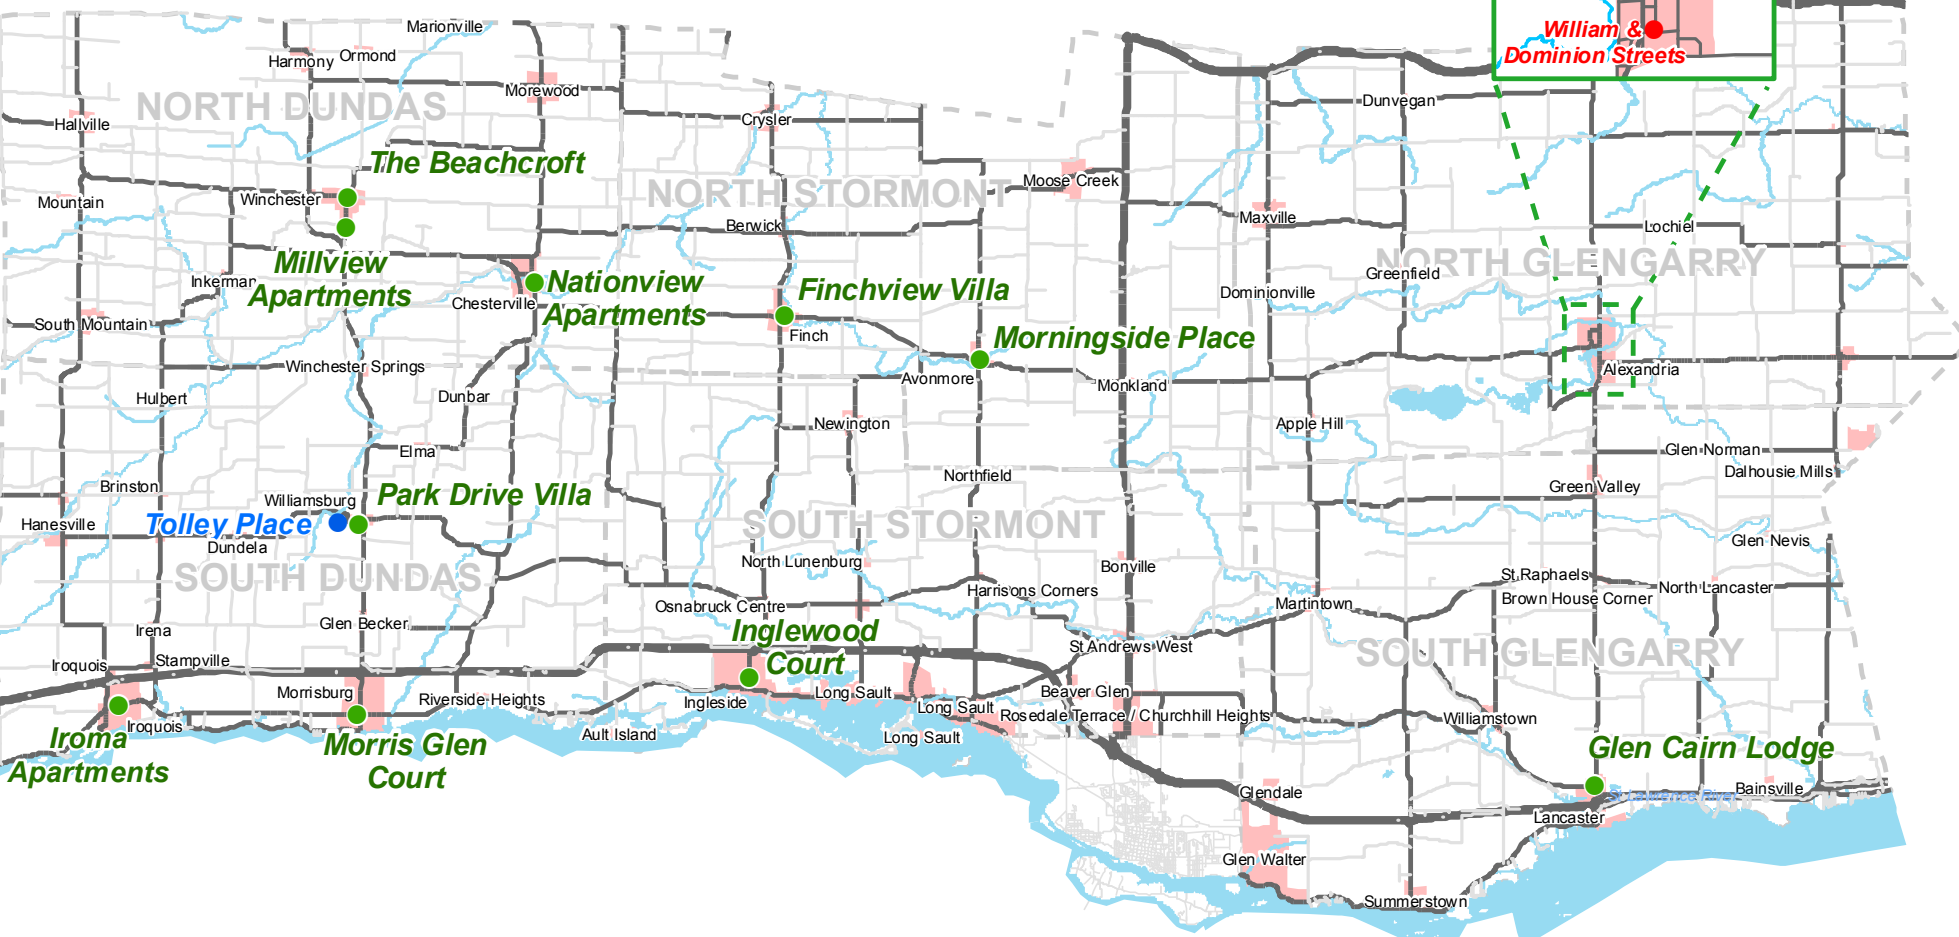 William &
Dominion Streets
Marionville
Harmony
Ormond
Morewood
NORTH DUNDAS
Hallville
Crysler
Dunvegan
The Beachcroft
Moose Creek
NORTH STORMONT
Winchester
Mountain
Maxville
Berwick
Lochiel
Millview
Apartments
NORTH GLENGARRY
Greenfield
Inkerman
Nationview
Apartments
Chesterville
Finchview Villa
Dominionville
South Mountain
Finch
Morningside Place
Winchester Springs
Avonmore
Monkland
Alexandria
Hulbert
Dunbar
Newington
Apple Hill
Elma
Glen Norman
Dalhousie Mills
Northfield
Brinston
Green Valley
Williamsburg
Park Drive Villa
Tolley Place
Hanesville
SOUTH STORMONT
Dundela
Glen Nevis
SOUTH DUNDAS
North Lunenburg
Bonville
St.Raphaels
Harrisons Corners
North Lancaster
Brown House Corner
Osnabruck Centre
Martintown
Glen Becker
Irena
Inglewood
Court
St Andrews West
SOUTH GLENGARRY
Iroquois
Stampville
Morrisburg
Riverside Heights
Ingleside
Long Sault
Beaver Glen
Long Sault
Rosedale Terrace / Churchhill Heights
Williamstown
Iroquois
Ault Island
Long Sault
Iroma
Apartments
Morris Glen
Court
Glen Cairn Lodge
Glendale
St Lawrence River
Bainsville
Lancaster
Glen Walter
Summerstown